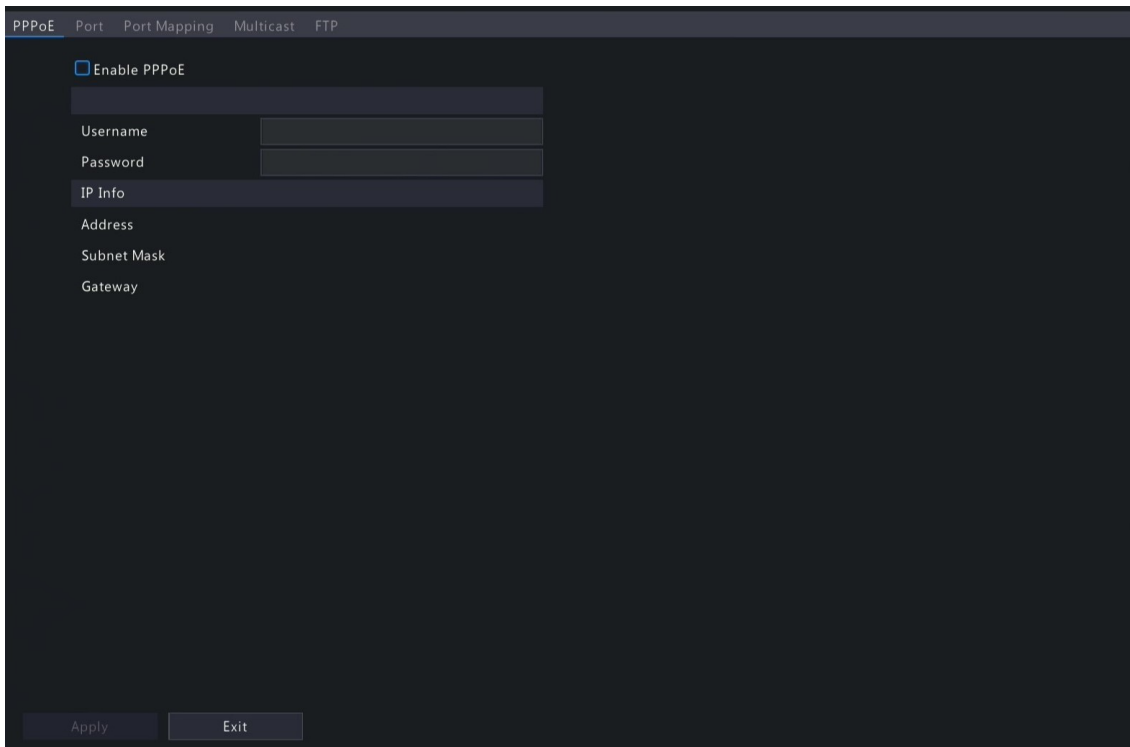 PPPoE Port Port Mapping Multicast FTP
Enable PPPoE
Username
Password
IP Info
Address
Subnet Mask
Gateway
Apply Exit